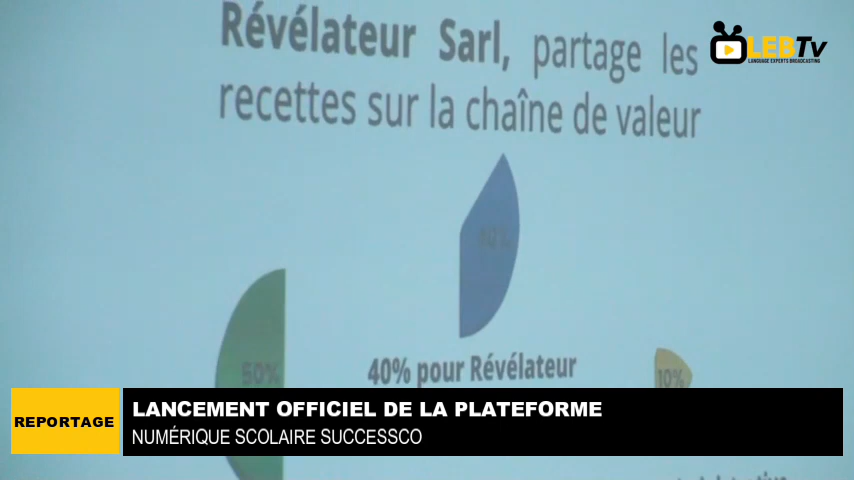 Révélateur Sarl, partage les
recettes sur la chaîne de valeur
LEBTv
LANGUAGE EXPERTS BROADCASTING
50%
40% pour Révélateur
10%
REPORTAGE
LANCEMENT OFFICIEL DE LA PLATEFORME
NUMÉRIQUE SCOLAIRE SUCCESSCO